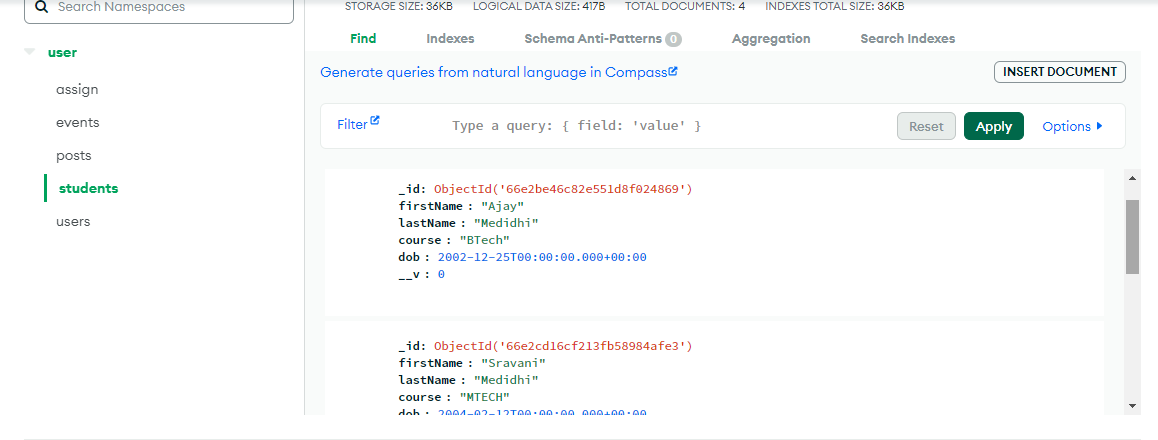 Search Namespaces
STORAGE SIZE: 36KB LOGICAL DATA SIZE: 417B TOTAL DOCUMENTS: 4 INDEXES TOTAL SIZE: 36KB
Find Indexes Schema Anti-Patterns 0 Aggregation Search Indexes
user
assign
events
posts
students
users
Generate queries from natural language in Compass
INSERT DOCUMENT
Filter Type a query: { field: 'value' } Reset Apply Options
_id: ObjectId('66e2be46c82e551d8f024869')
firstName : "Ajay"
lastName : "Medidhi"
course : "BTech"
dob : 2002-12-25T00:00:00.000+00:00
__v : 0
_id: ObjectId('66e2cd16cf213fb58984afe3')
firstName : "Sravani"
lastName : "Medidhi"
course : "MTECH"
dob : 2004-02-12T00:00:00.000+00:00